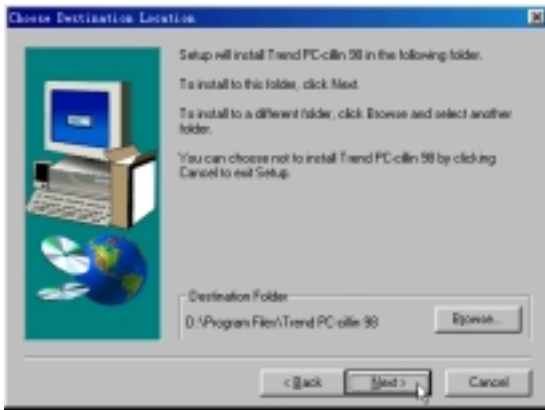 Choose Destination Location
Setup will install Trend PC-cillin 98 in the following folder.
To install to this folder, click Next.
To install to a different folder, click Browse and select another
folder.
You can choose not to install Trend PC-cillin 98 by clicking
Cancel to exit Setup.
Destination Folder
D:\Program Files\Trend PC-cillin 98
Browse...
< Back
Next >
Cancel